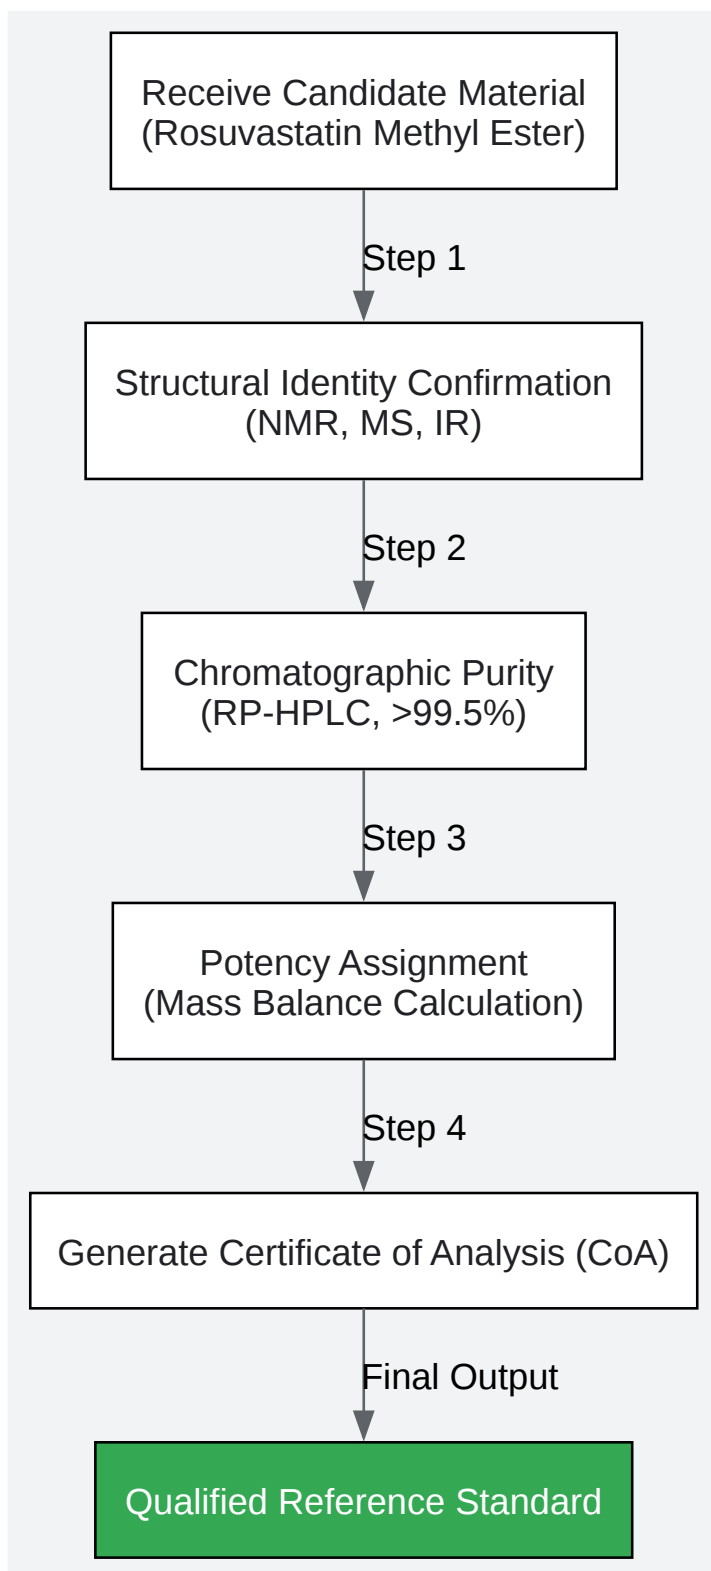 Receive Candidate Material
(Rosuvastatin Methyl Ester)
Step 1
Structural Identity Confirmation
(NMR, MS, IR)
Step 2
Chromatographic Purity
(RP-HPLC, >99.5%)
Step 3
Potency Assignment
(Mass Balance Calculation)
Step 4
Generate Certificate of Analysis (CoA)
Final Output
Qualified Reference Standard